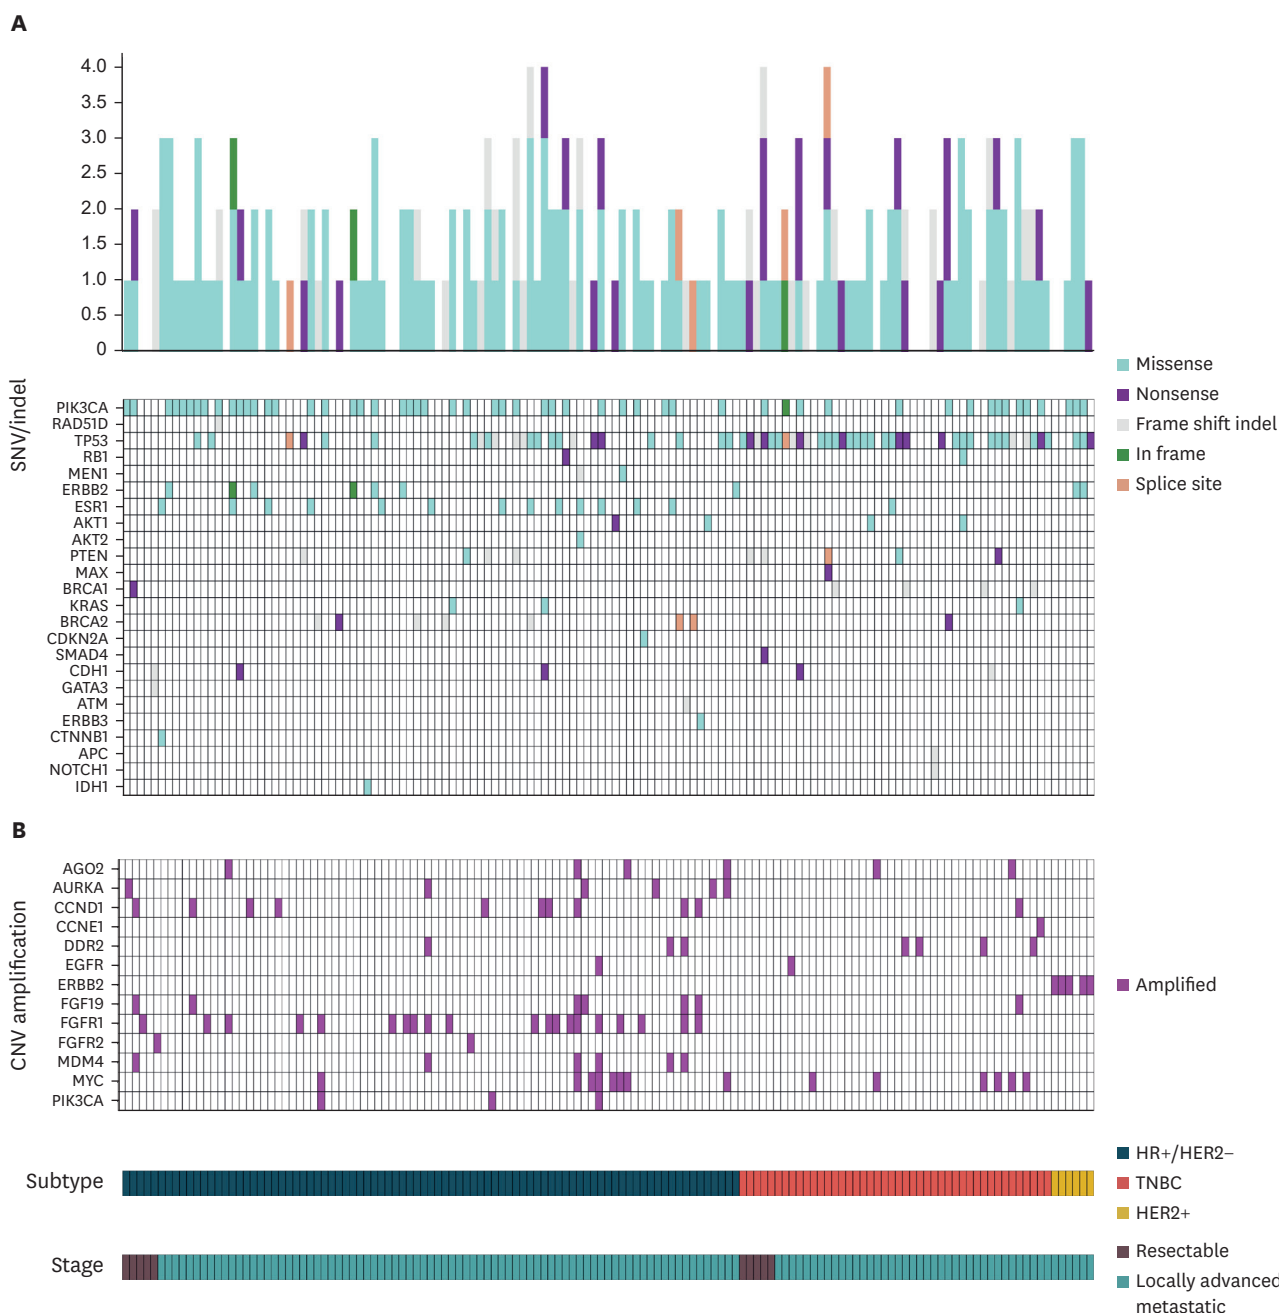 A
4.0
3.5
3.0
2.5
2.0
1.5
1.0
0.5
0
SNV/indel
PIK3CA
RAD51D
TP53
RB1
MEN1
ERBB2
ESR1
AKT1
AKT2
PTEN
MAX
BRCA1
KRAS
BRCA2
CDKN2A
SMAD4
CDH1
GATA3
ATM
ERBB3
CTNNB1
APC
NOTCH1
IDH1
Missense
Nonsense
Frame shift indel
In frame
Splice site
B
CNV amplification
AGO2
AURKA
CCND1
CCNE1
DDR2
EGFR
ERBB2
FGF19
FGFR1
FGFR2
MDM4
MYC
PIK3CA
Amplified
Subtype
HR+/HER2−
TNBC
HER2+
Stage
Resectable
Locally advanced
metastatic